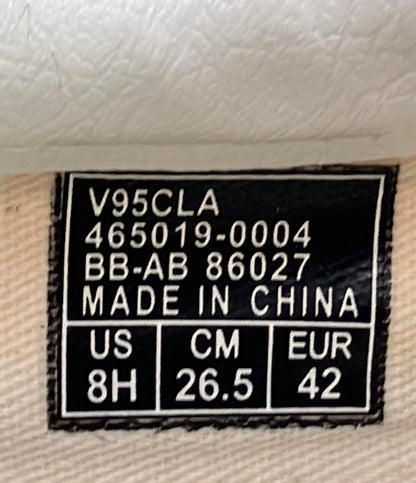 V95CLA
465019-0004
BB-AB 86027
MADE IN CHINA
US CM EUR
8H 26.5 42